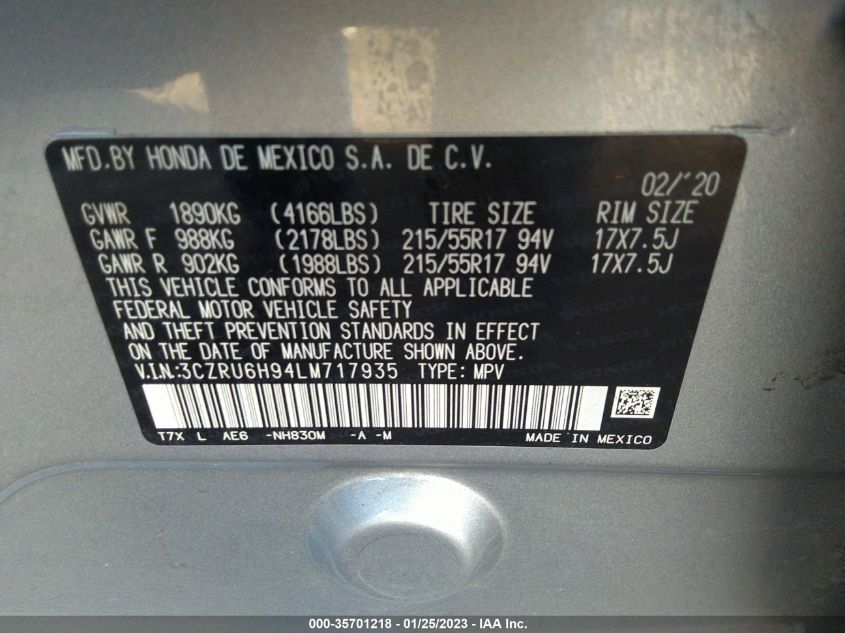 MFD.BY HONDA DE MEXICO S.A. DE C.V.
02/'20
GVWR 1890KG (4166LBS) TIRE SIZE RIM SIZE
GAWR F 988KG (2178LBS) 215/55R17 94V 17X7.5J
GAWR R 902KG (1988LBS) 215/55R17 94V 17X7.5J
THIS VEHICLE CONFORMS TO ALL APPLICABLE
FEDERAL MOTOR VEHICLE SAFETY
AND THEFT PREVENTION STANDARDS IN EFFECT
ON THE DATE OF MANUFACTURE SHOWN ABOVE.
V.I.N.:3CZRU6H94LM717935 TYPE: MPV
T7X L AE6 -NH830M -A -M MADE IN MEXICO
000-35701218 - 01/25/2023 - IAA Inc.